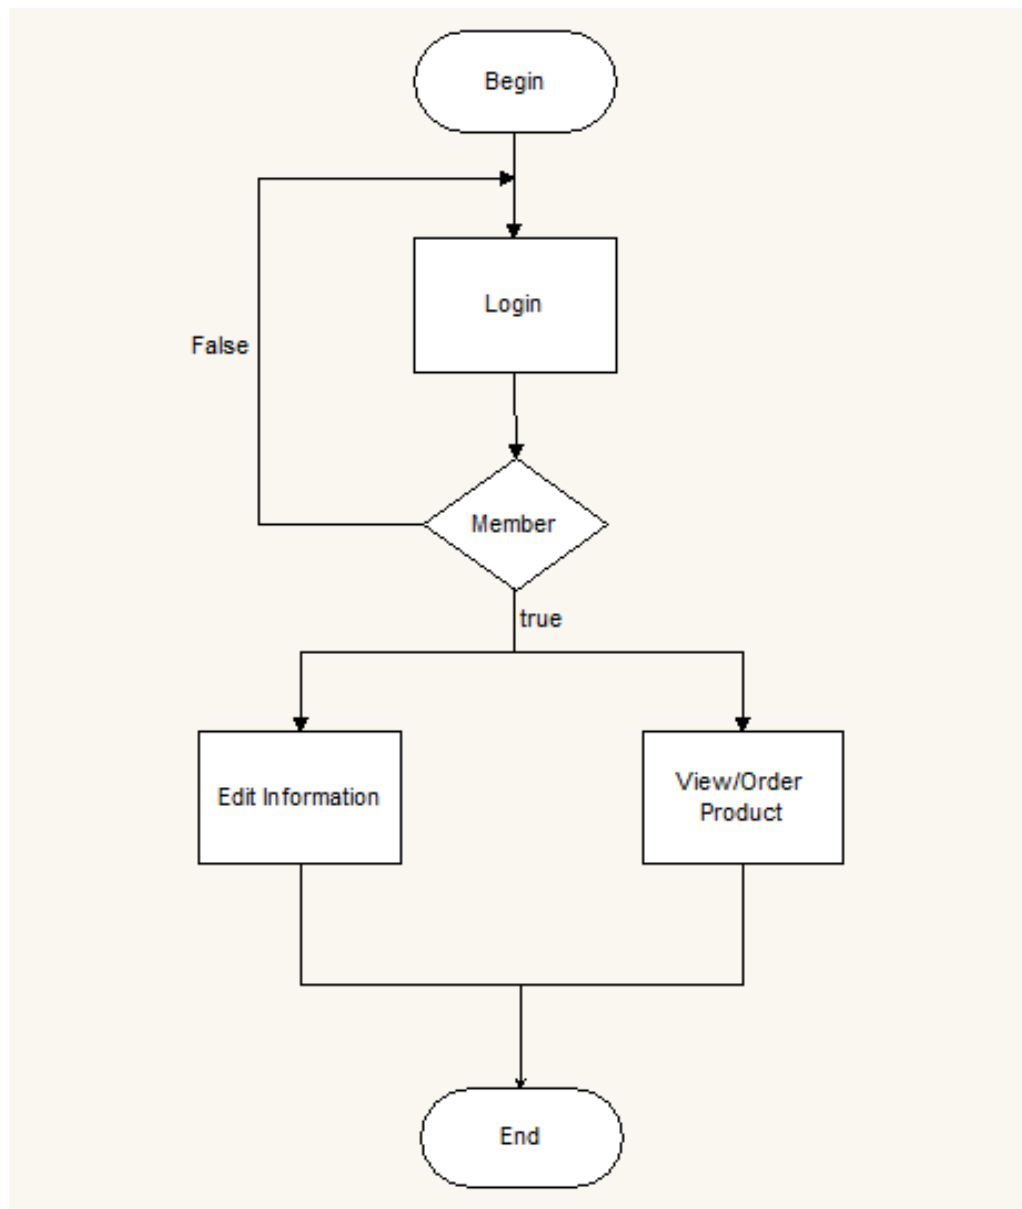 Begin
Login
False
Member
true
Edit Information
View/Order
Product
End